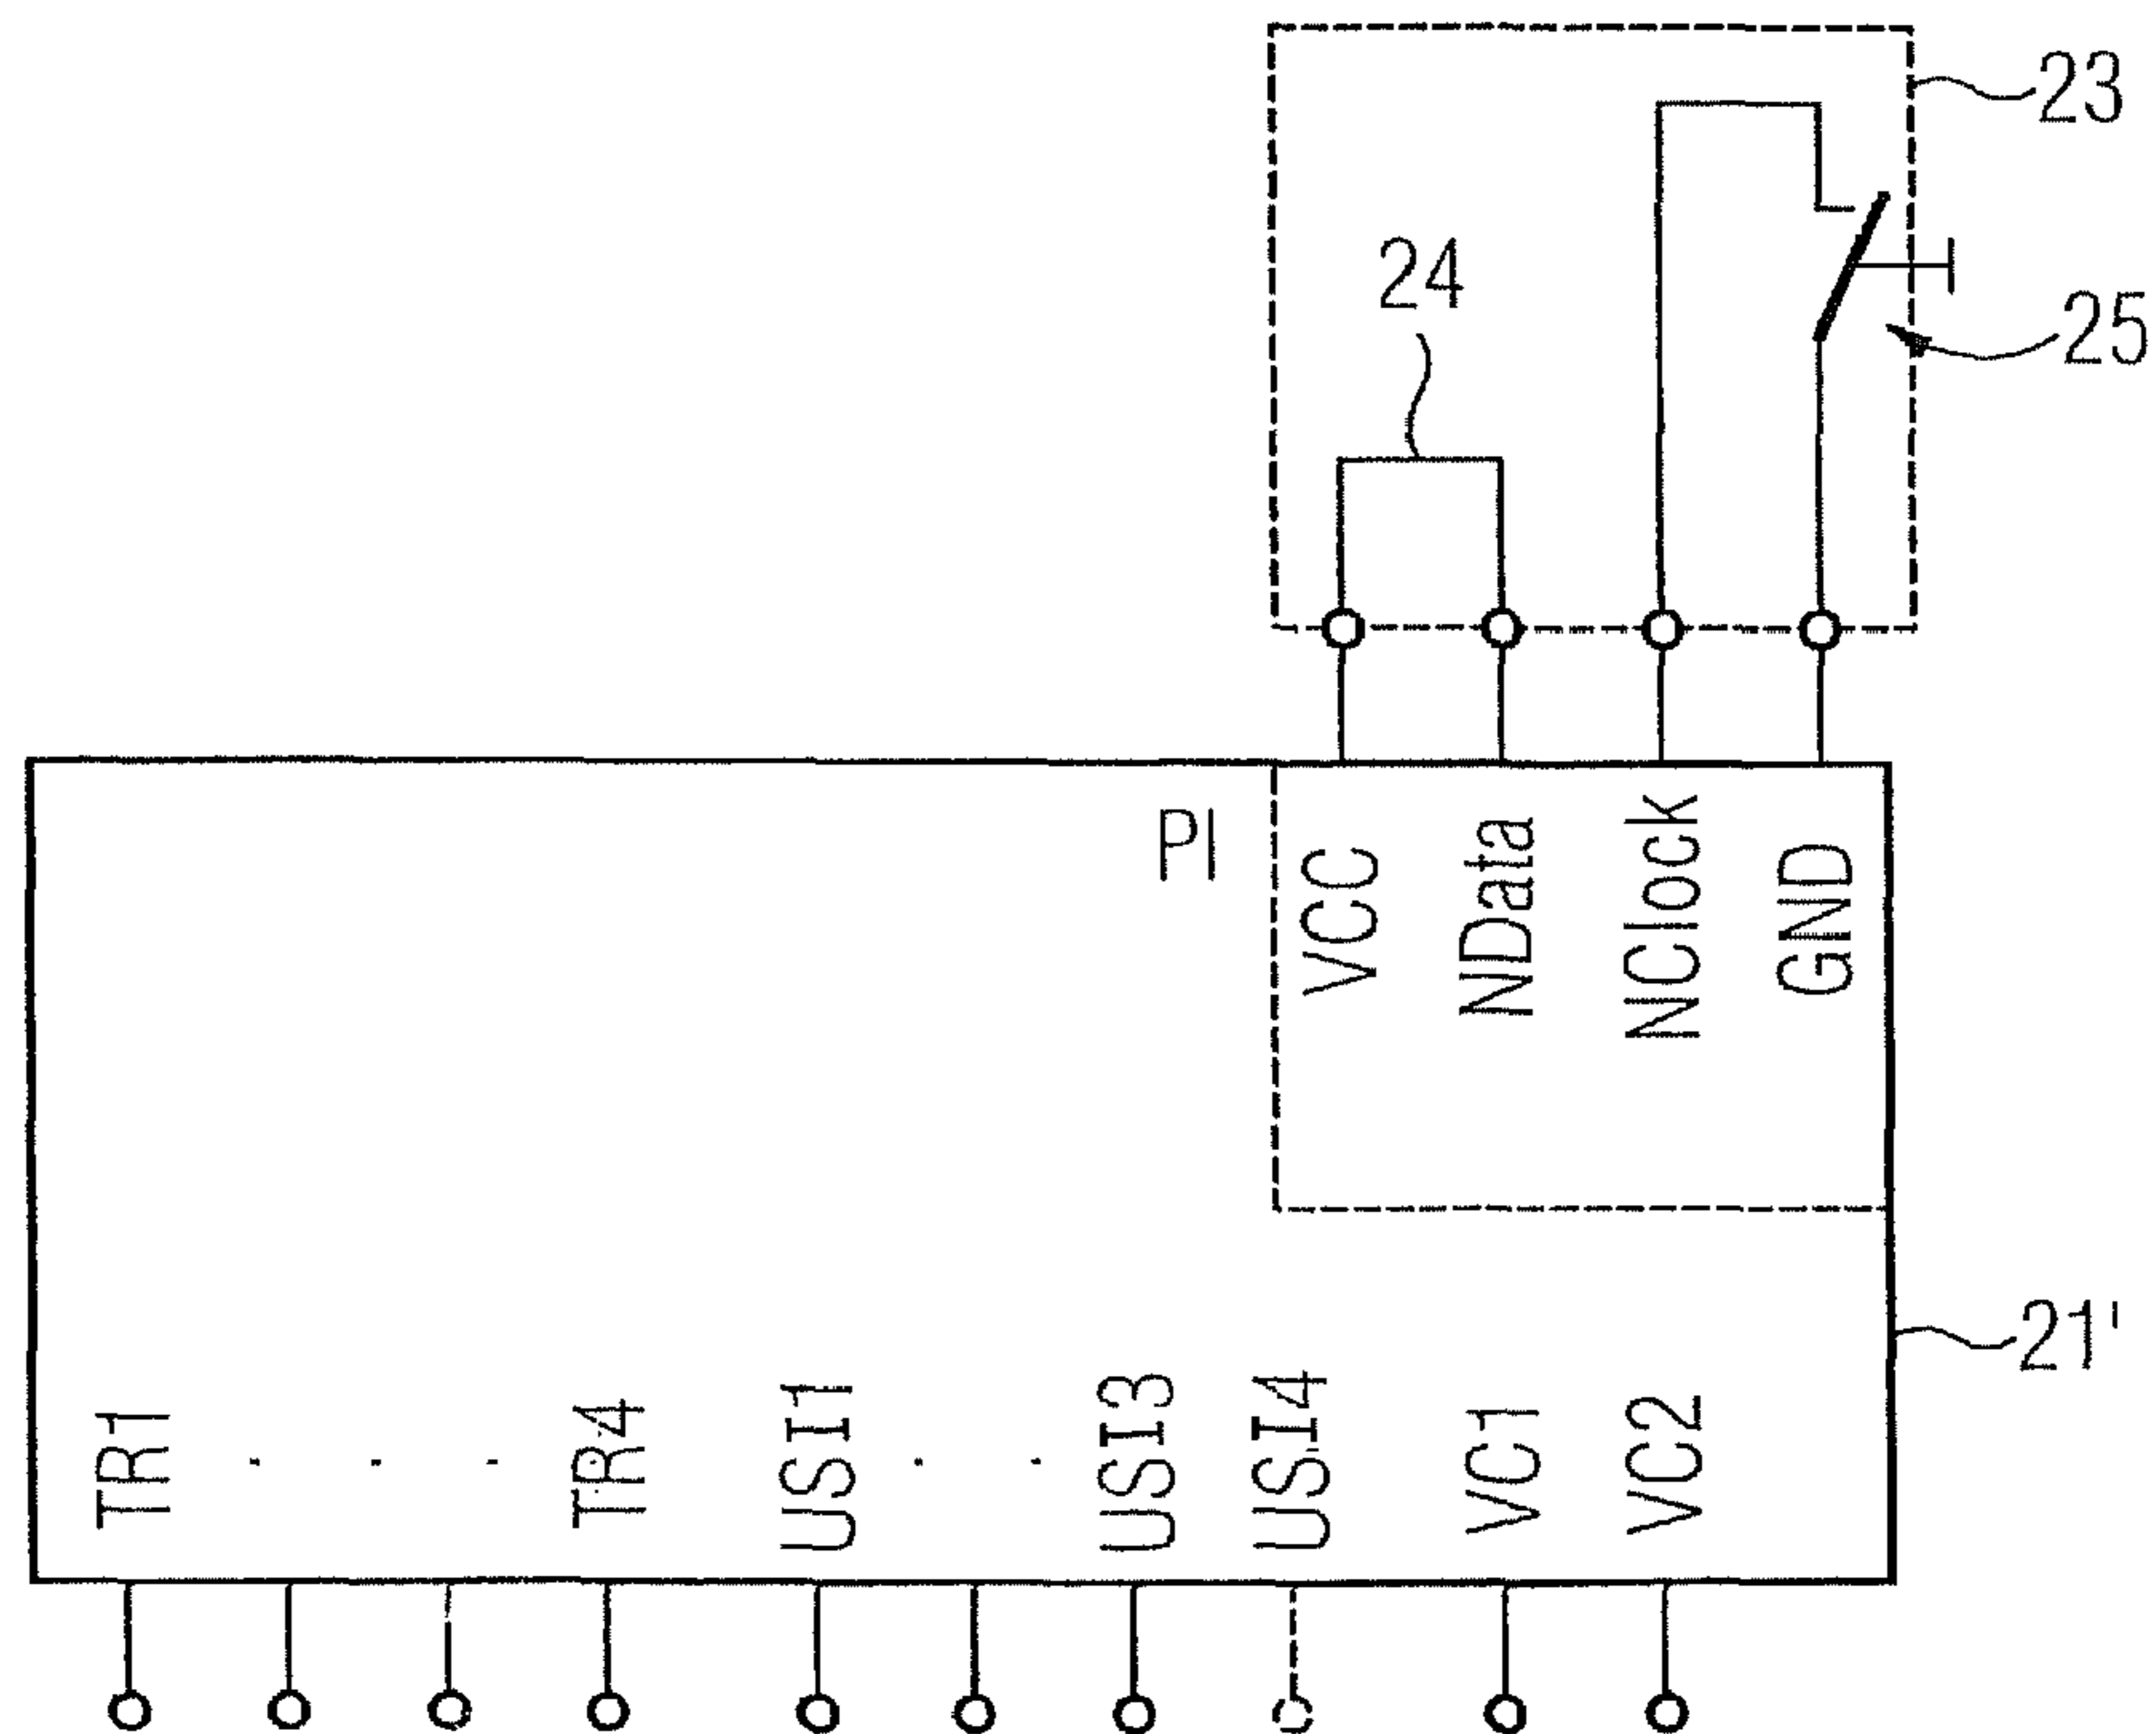 23
24
25
PI
VCC
NData
NClock
GND
21'
TR1
. . .
TR4
USI1
. .
USI3
USI4
VC1
VC2